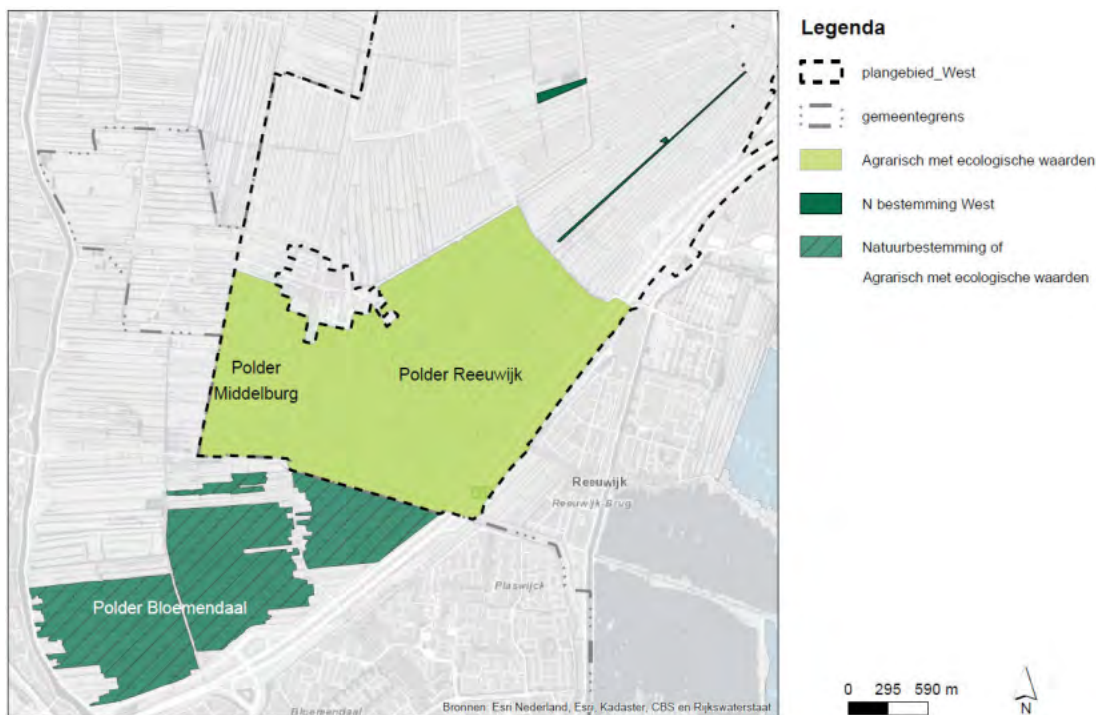 Polder
Middelburg
Polder Reeuwijk
Reeuwijk
Reeuwijk-Brug
Plaswijck
Polder Bloemendaal
Bloemendaal
Bronnen: Esri Nederland, Esri, Kadaster, CBS en Rijkswaterstaat
Legenda
plangebied_West
gemeentegrens
Agrarisch met ecologische waarden
N bestemming West
Natuurbestemming of
Agrarisch met ecologische waarden
0 295 590 m
N